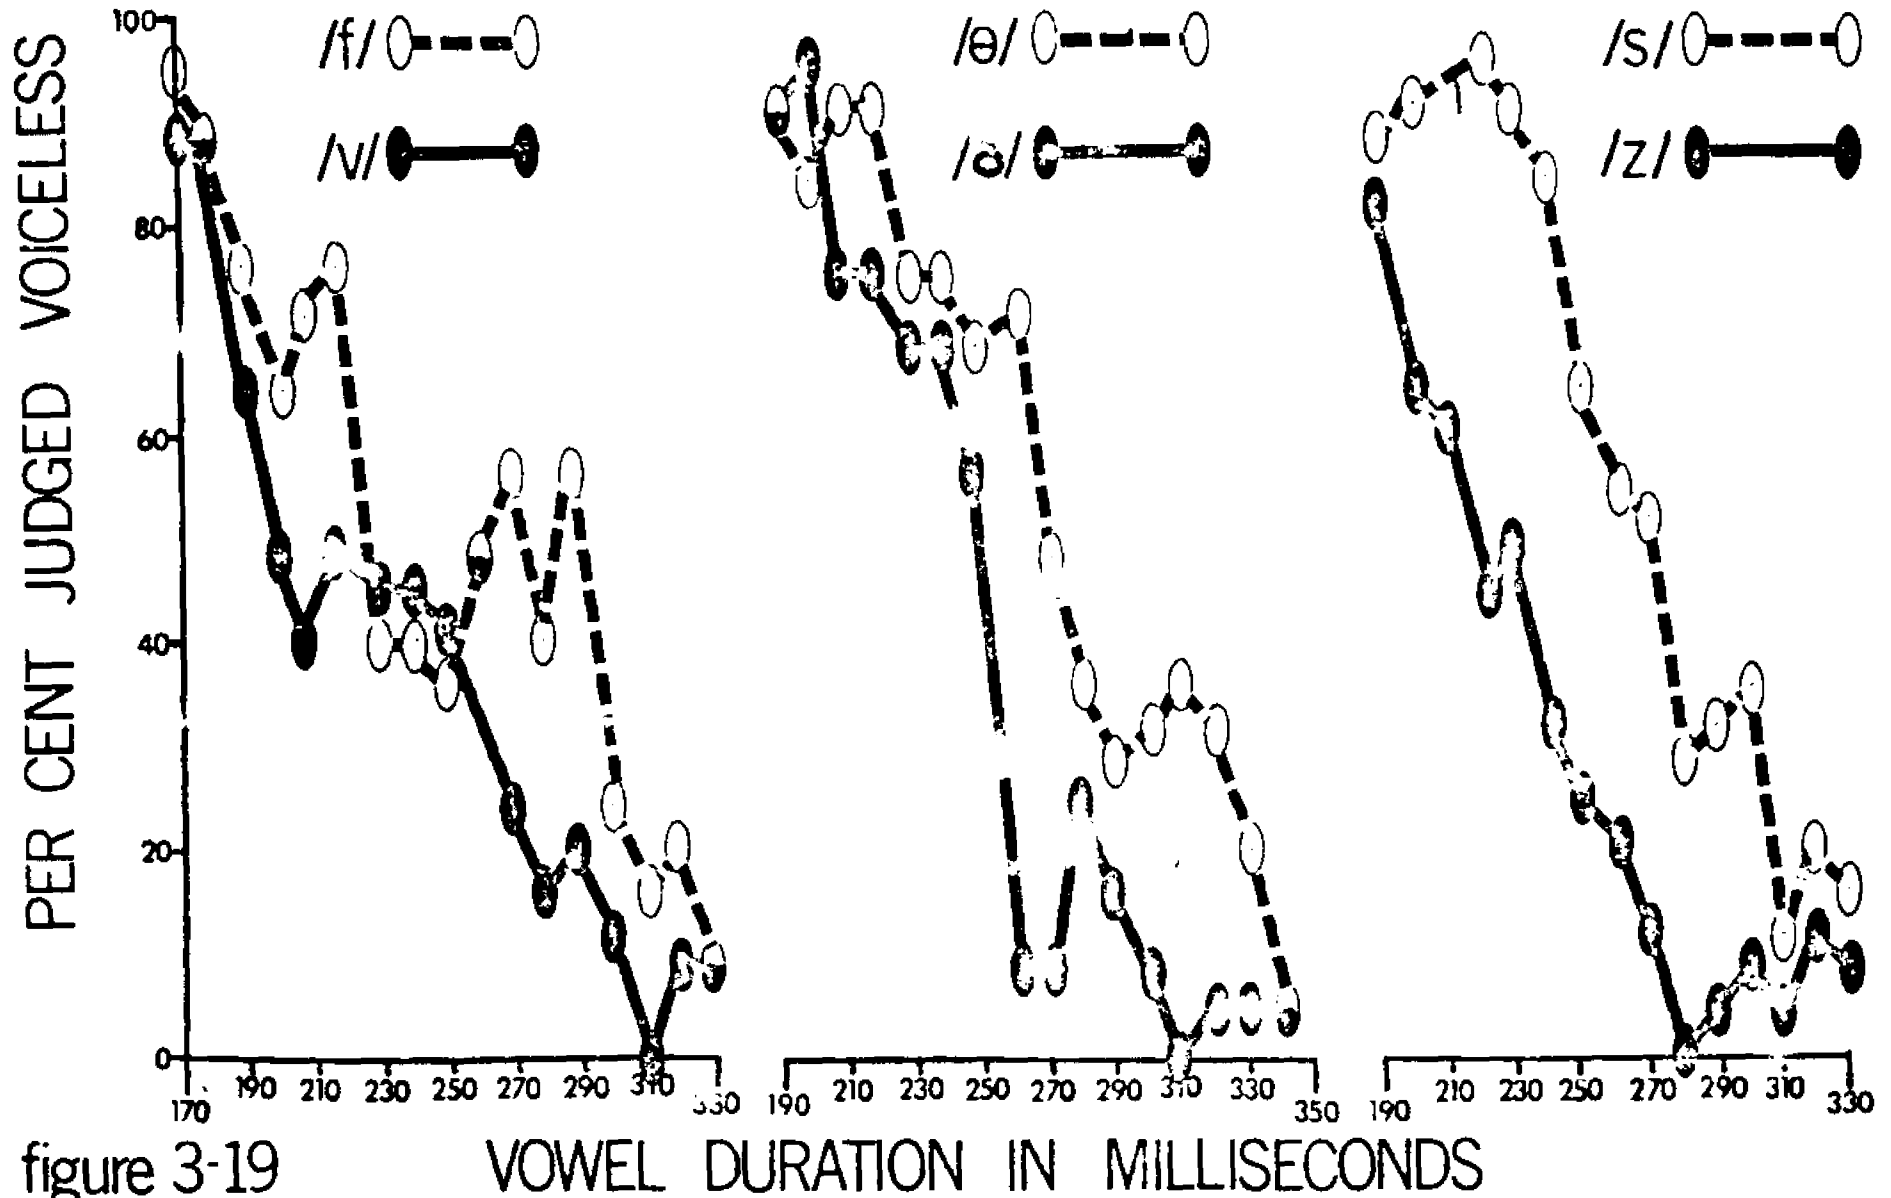 PER CENT JUDGED VOICELESS
100
80
60
40
20
0
/f/
/v/
/θ/
/ð/
/s/
/z/
170 190 210 230 250 270 290 310 330
190 210 230 250 270 290 310 330 350
190 210 230 250 270 290 310 330
figure 3-19 VOWEL DURATION IN MILLISECONDS